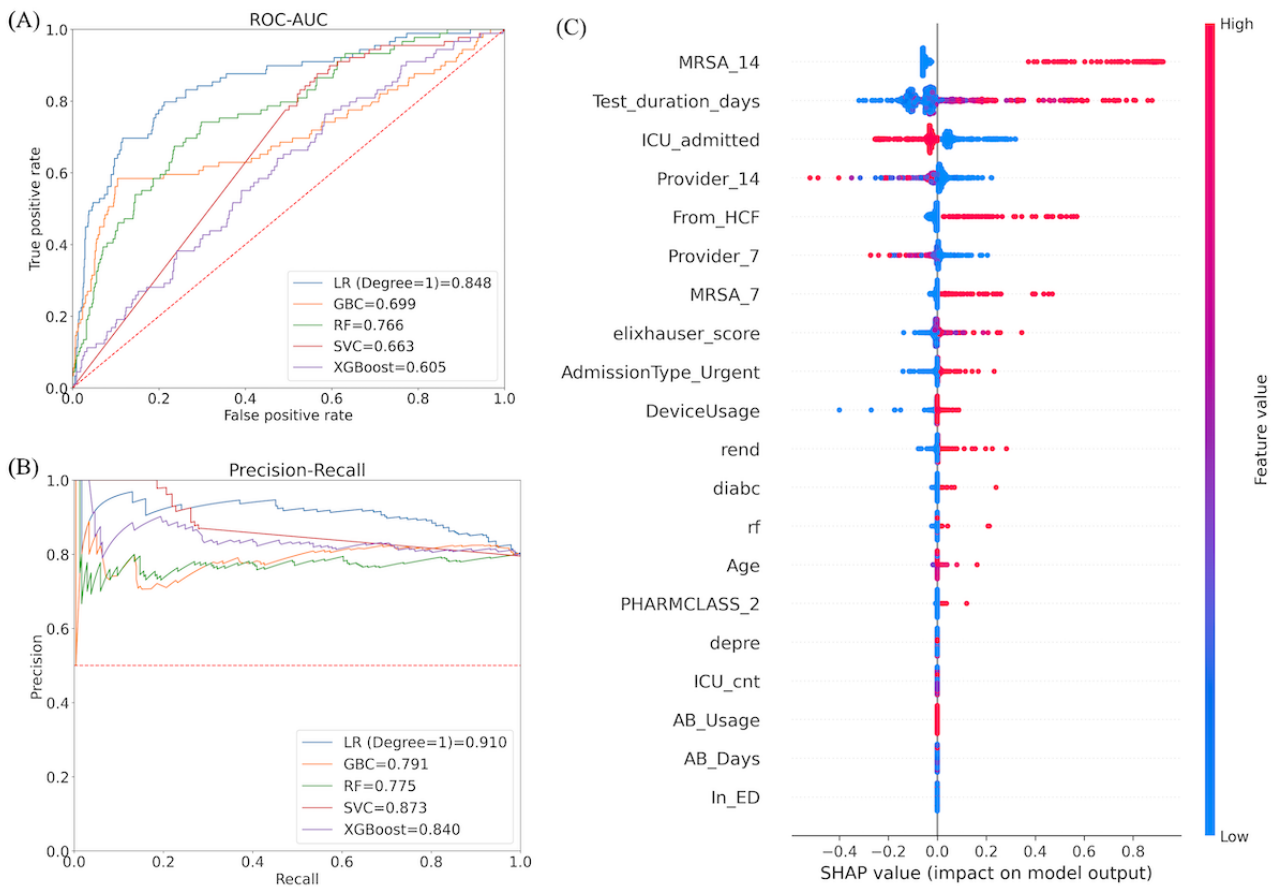 (A)
ROC-AUC
1.0
0.8
0.6
0.4
0.2
0.0
True positive rate
LR (Degree=1)=0.848
GBC=0.699
RF=0.766
SVC=0.663
XGBoost=0.605
0.0 0.2 0.4 0.6 0.8 1.0
False positive rate
(B)
Precision-Recall
1.0
0.8
0.6
0.4
0.2
0.0
Precision
LR (Degree=1)=0.910
GBC=0.791
RF=0.775
SVC=0.873
XGBoost=0.840
0.0 0.2 0.4 0.6 0.8 1.0
Recall
(C)
MRSA_14
Test_duration_days
ICU_admitted
Provider_14
From_HCF
Provider_7
MRSA_7
elixhauser_score
AdmissionType_Urgent
DeviceUsage
rend
diabc
rf
Age
PHARMCLASS_2
depre
ICU_cnt
AB_Usage
AB_Days
In_ED
−0.4 −0.2 0.0 0.2 0.4 0.6 0.8
SHAP value (impact on model output)
High
Feature value
Low